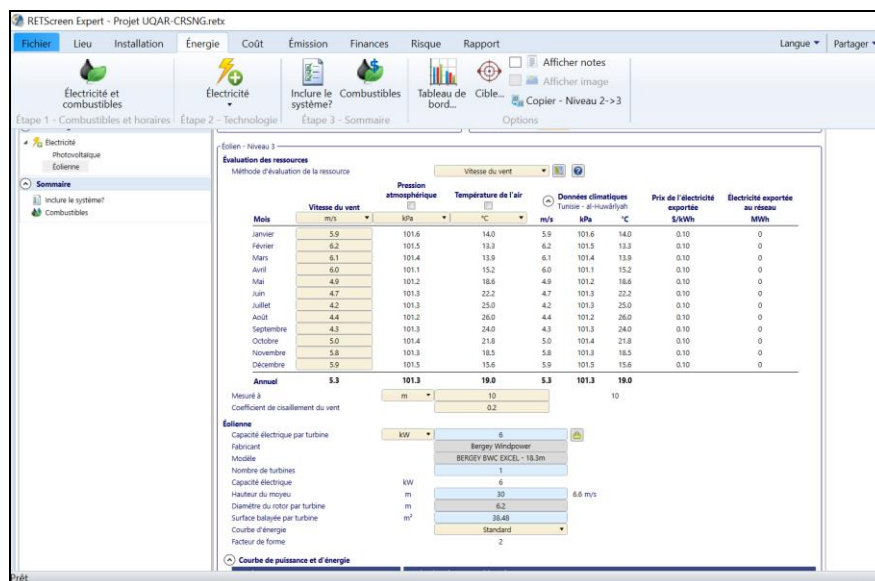 RETScreen Expert - Projet UQAR-CRSNG.retx
Fichier Lieu Installation Énergie Coût Émission Finances Risque Rapport Langue Partager
Électricité et combustibles
Électricité
Inclure le système?
Combustibles
Tableau de bord...
Cible...
Afficher notes
Afficher image
Copier - Niveau 2->3
Étape 1 - Combustibles et horaires Étape 2 - Technologie Étape 3 - Sommaire Options
Électricité
Photovoltaïque
Éolienne
Sommaire
Inclure le système?
Combustibles
Éolien - Niveau 3
Évaluation des ressources
Méthode d'évaluation de la ressource Vitesse du vent
Mois Vitesse du vent Pression atmosphérique Température de l'air Données climatiques Prix de l'électricité exportée Électricité exportée au réseau
Tunisie - al-Huwāriyah
m/s kPa °C m/s kPa °C $/kWh MWh
Janvier 5.9 101.6 14.0 5.9 101.6 14.0 0.10 0
Février 6.2 101.5 13.3 6.2 101.5 13.3 0.10 0
Mars 6.1 101.4 13.9 6.1 101.4 13.9 0.10 0
Avril 6.0 101.1 15.2 6.0 101.1 15.2 0.10 0
Mai 4.9 101.2 18.6 4.9 101.2 18.6 0.10 0
Juin 4.7 101.3 22.2 4.7 101.3 22.2 0.10 0
Juillet 4.2 101.3 25.0 4.2 101.3 25.0 0.10 0
Août 4.4 101.2 26.0 4.4 101.2 26.0 0.10 0
Septembre 4.3 101.3 24.0 4.3 101.3 24.0 0.10 0
Octobre 5.0 101.4 21.8 5.0 101.4 21.8 0.10 0
Novembre 5.8 101.3 18.5 5.8 101.3 18.5 0.10 0
Décembre 5.9 101.5 15.6 5.9 101.5 15.6 0.10 0
Annuel 5.3 101.3 19.0 5.3 101.3 19.0
Mesuré à m 10 10
Coefficient de cisaillement du vent 0.2
Éolienne
Capacité électrique par turbine kW 6
Fabricant Bergey Windpower
Modèle BERGEY BWC EXCEL - 18.3m
Nombre de turbines 1
Capacité électrique kW 6
Hauteur du moyeu m 30 6.6 m/s
Diamètre du rotor par turbine m 6.2
Surface balayée par turbine m² 38.48
Courbe d'énergie Standard
Facteur de forme 2
Courbe de puissance et d'énergie
Prêt